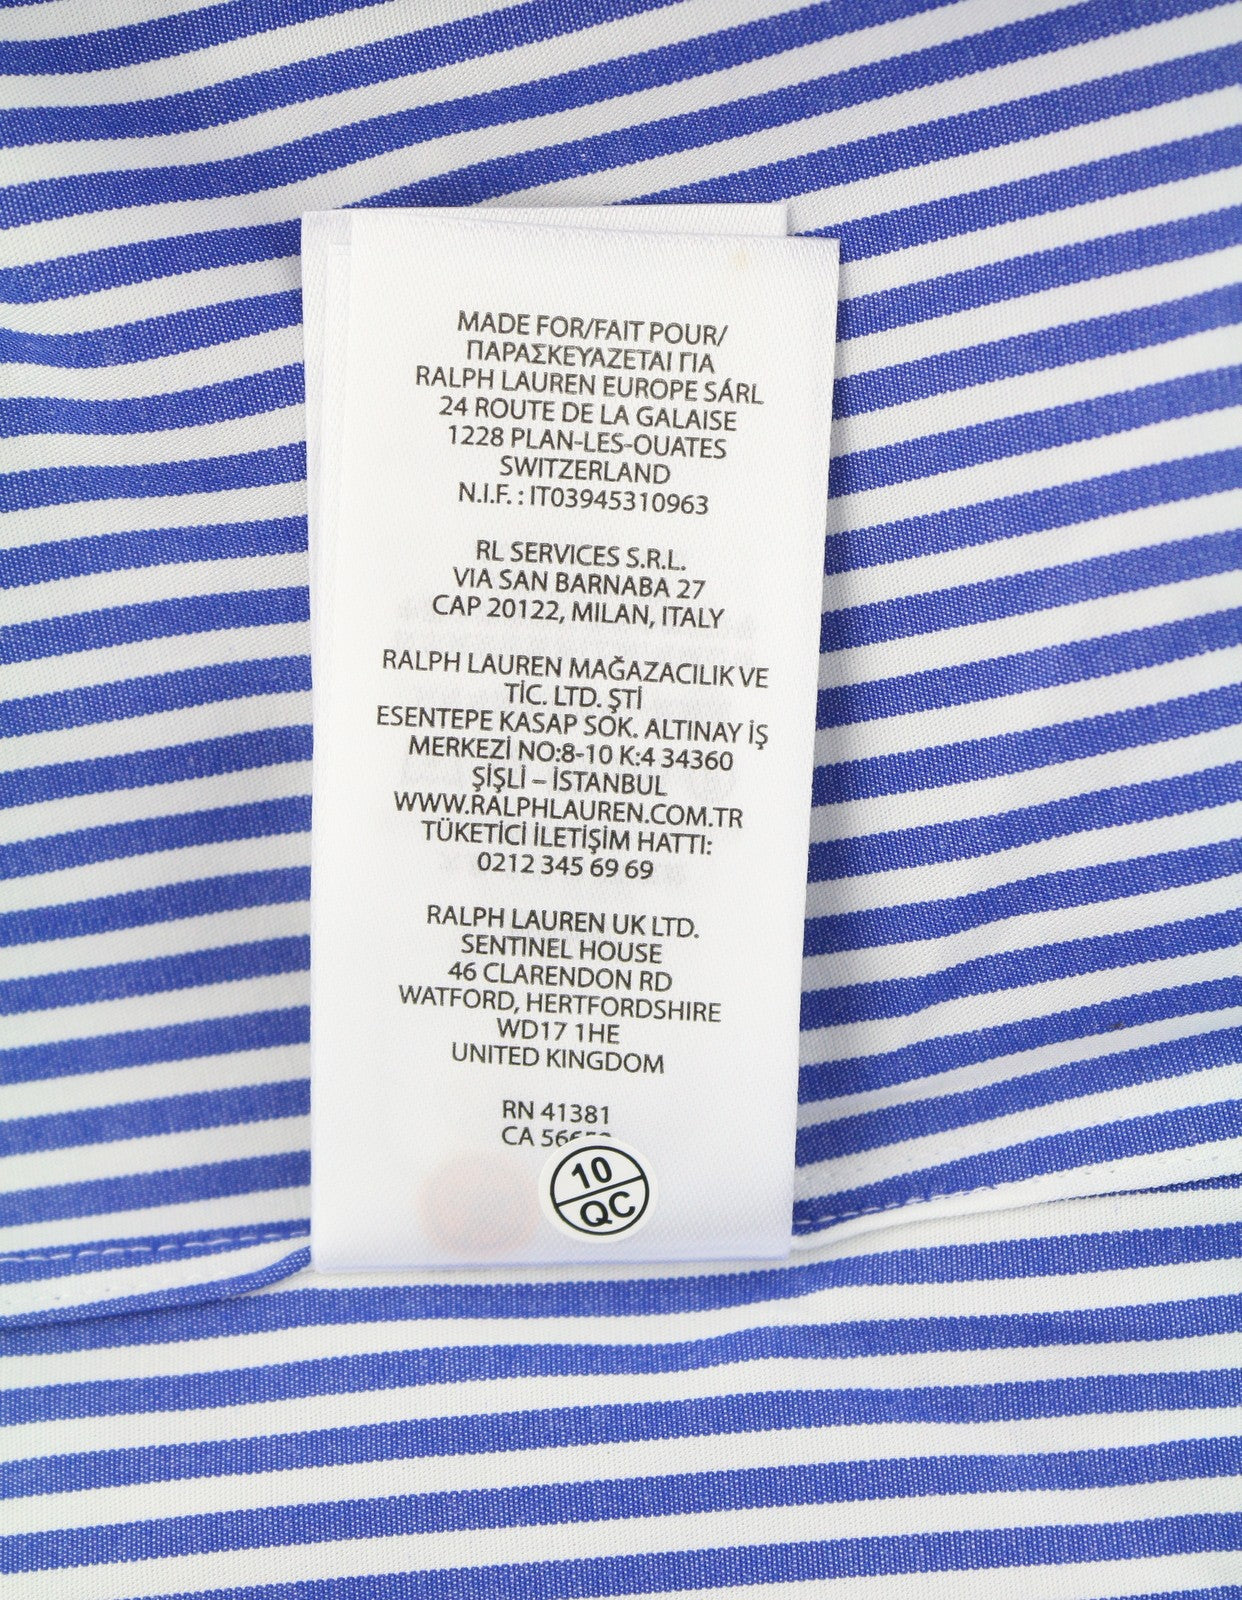 MADE FOR/FAIT POUR/
ΠΑΡΑΣΚΕΥΑΖΕΤΑΙ ΓΙΑ
RALPH LAUREN EUROPE SÁRL
24 ROUTE DE LA GALAISE
1228 PLAN-LES-OUATES
SWITZERLAND
N.I.F. : IT03945310963
RL SERVICES S.R.L.
VIA SAN BARNABA 27
CAP 20122, MILAN, ITALY
RALPH LAUREN MAĞAZACILIK VE
TİC. LTD. ŞTİ
ESENTEPE KASAP SOK. ALTINAY İŞ
MERKEZİ NO:8-10 K:4 34360
ŞİŞLİ – İSTANBUL
WWW.RALPHLAUREN.COM.TR
TÜKETİCİ İLETİŞİM HATTI:
0212 345 69 69
RALPH LAUREN UK LTD.
SENTINEL HOUSE
46 CLARENDON RD
WATFORD, HERTFORDSHIRE
WD17 1HE
UNITED KINGDOM
RN 41381
CA
10
QC